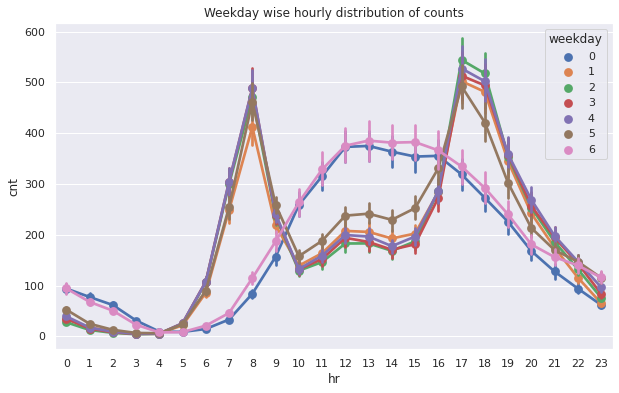 Weekday wise hourly distribution of counts
600
500
400
300
200
100
0
cnt
weekday
0
1
2
3
4
5
6
0 1 2 3 4 5 6 7 8 9 10 11 12 13 14 15 16 17 18 19 20 21 22 23
hr